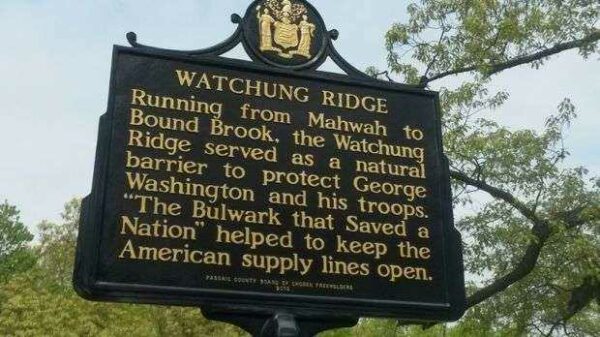 WATCHUNG RIDGE
Running from Mahwah to
Bound Brook, the Watchung
Ridge served as a natural
barrier to protect George
Washington and his troops.
"The Bulwark that Saved a
Nation" helped to keep the
American supply lines open.
PASSAIC COUNTY BOARD OF CHOSEN FREEHOLDERS